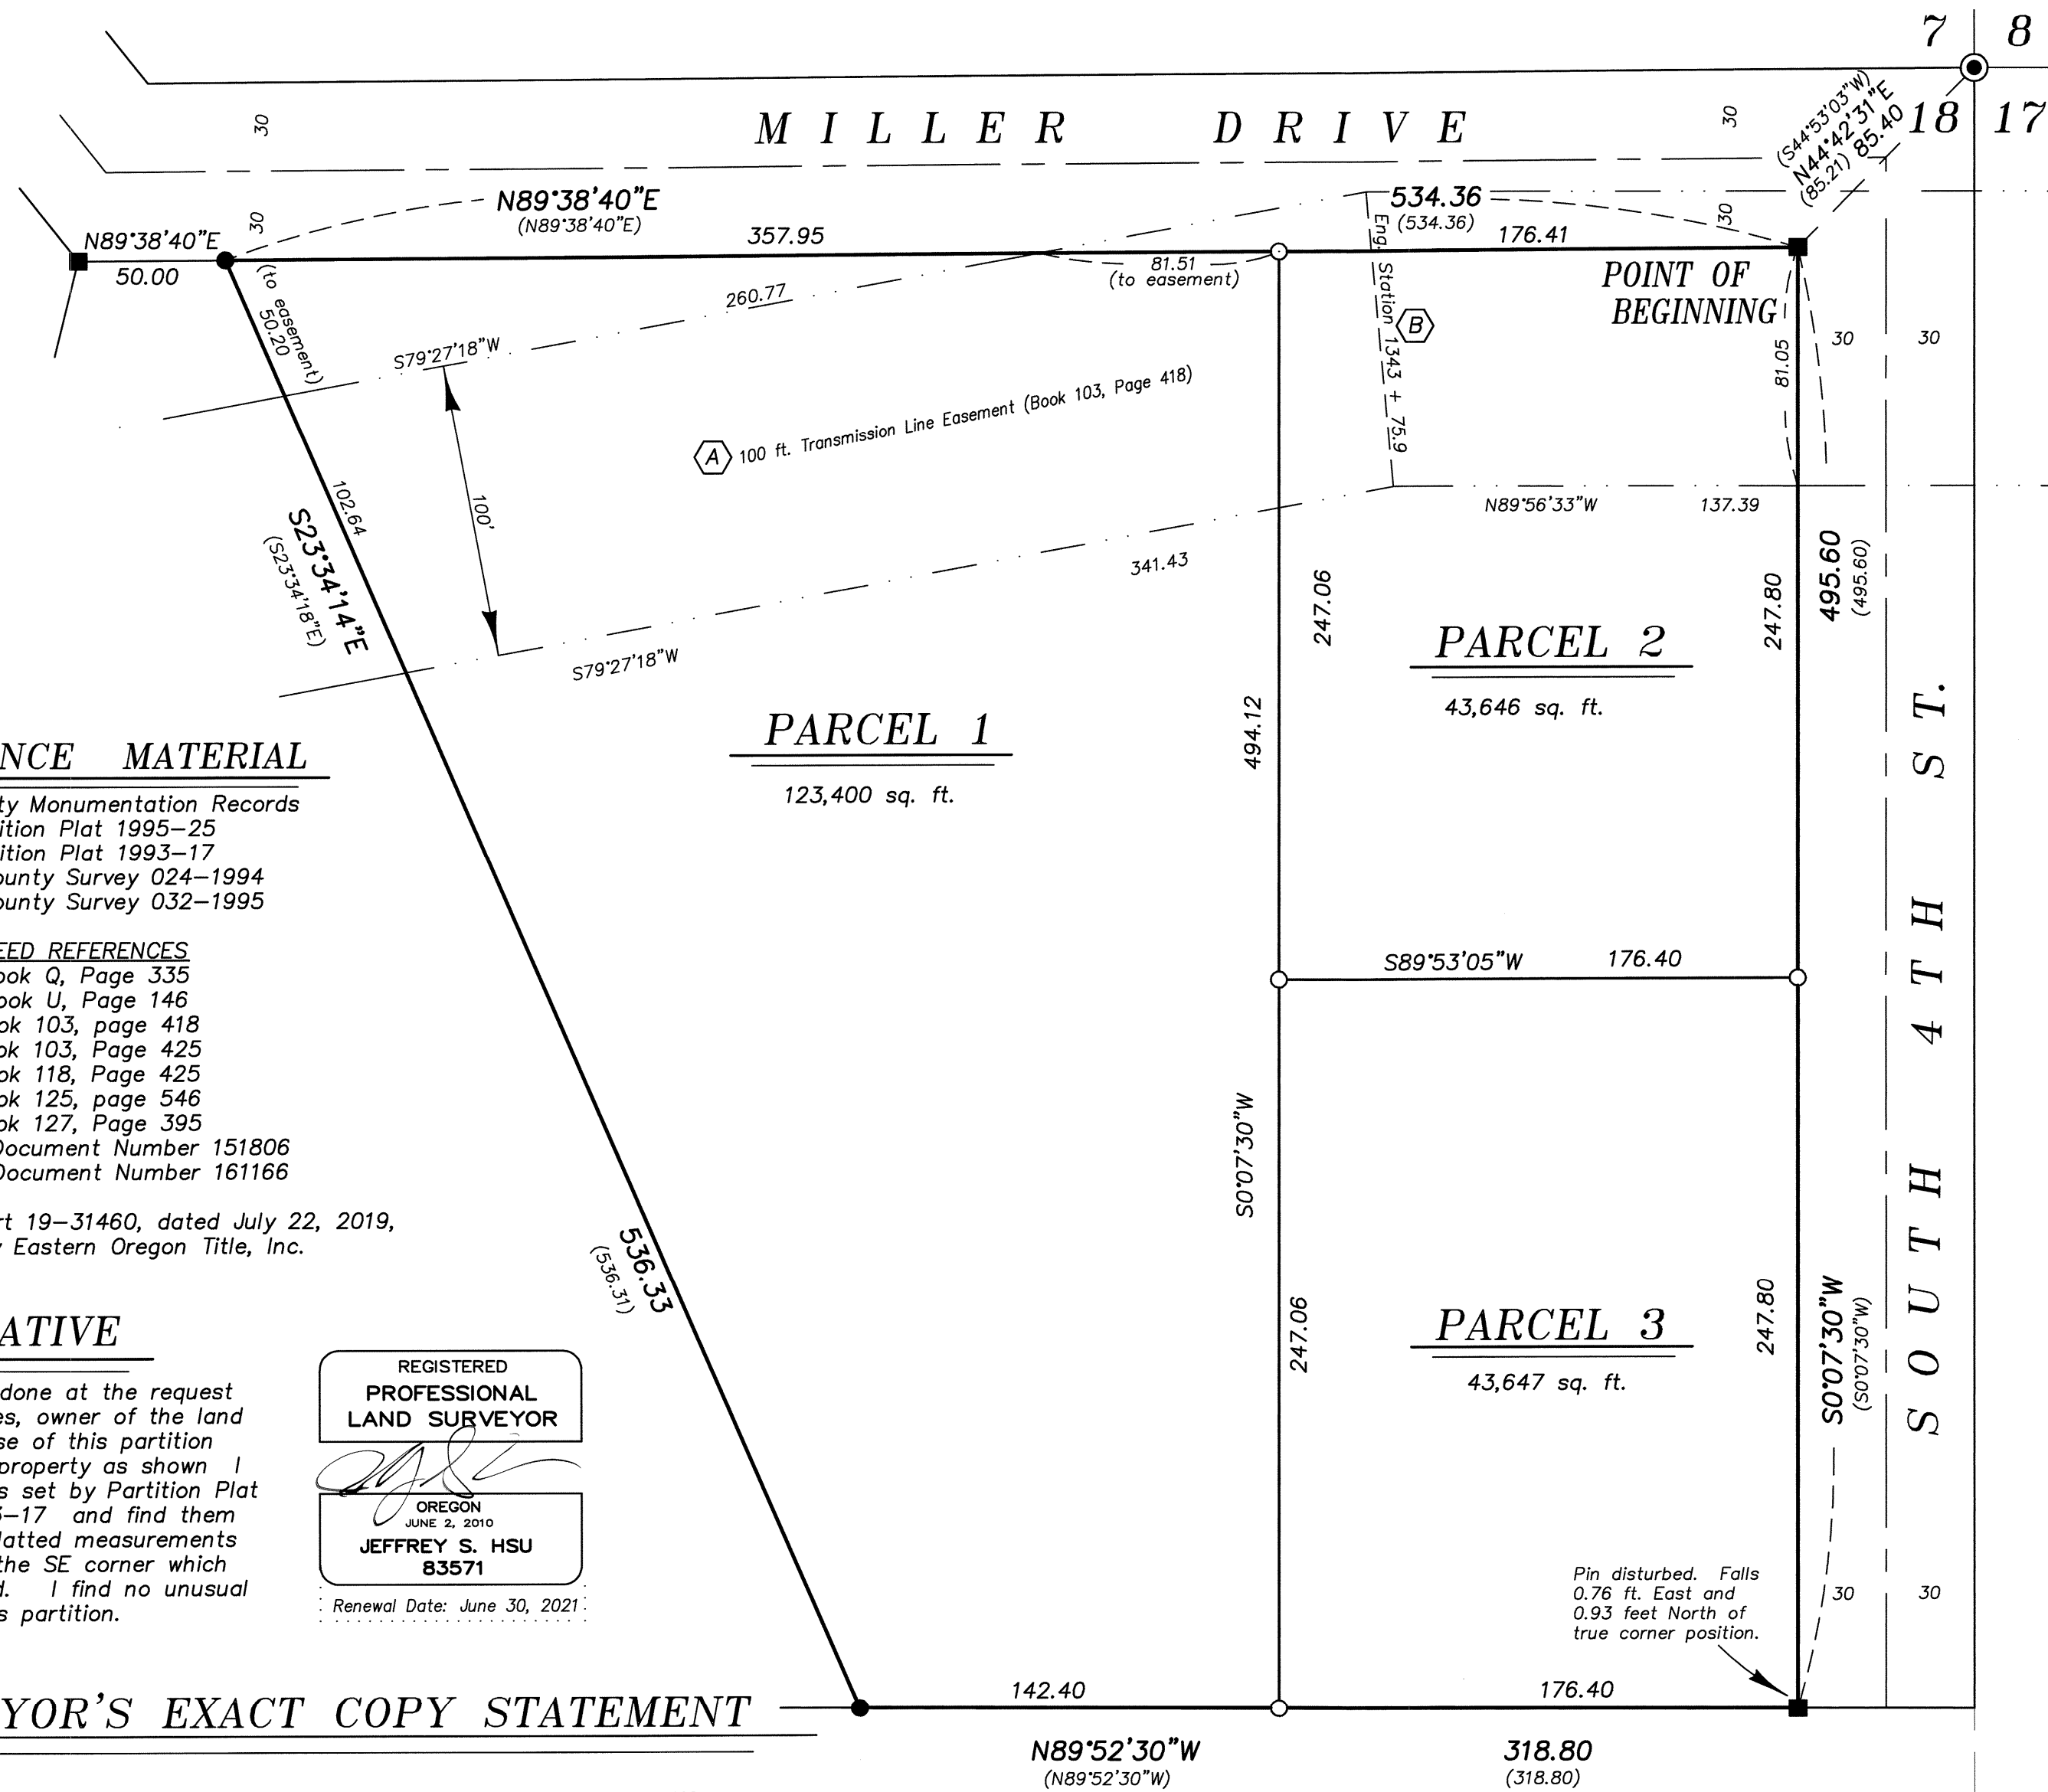 7 8
18 17
MILLER DRIVE
30
30
(S44°53'03"W)
N44°42'31"E
(85.21) 85.40
N89°38'40"E
(N89°38'40"E)
534.36
(534.36)
30
30
N89°38'40"E
50.00
357.95
81.51
(to easement)
176.41
POINT OF
BEGINNING
(to easement)
50.20
260.77
S79°27'18"W
Eng. Station 1343 + 75.9
B
81.05
30
30
A 100 ft. Transmission Line Easement (Book 103, Page 418)
100'
102.64
S23°34'14"E
(S23°34'18"E)
N89°56'33"W 137.39
341.43
S79°27'18"W
495.60
(495.60)
247.06
247.80
PARCEL 2
43,646 sq. ft.
494.12
PARCEL 1
123,400 sq. ft.
SOUTH 4TH ST.
NCE MATERIAL
ty Monumentation Records
ition Plat 1995-25
ition Plat 1993-17
ounty Survey 024-1994
ounty Survey 032-1995
EED REFERENCES
ook Q, Page 335
ook U, Page 146
ok 103, page 418
ok 103, Page 425
ok 118, Page 425
ok 125, page 546
ok 127, Page 395
Document Number 151806
Document Number 161166
rt 19-31460, dated July 22, 2019,
y Eastern Oregon Title, Inc.
S89°53'05"W 176.40
S0°07'30"W
536.33
(536.31)
247.06
247.80
PARCEL 3
43,647 sq. ft.
S0°07'30"W
(S0°07'30"W)
ATIVE
done at the request
es, owner of the land
se of this partition
property as shown I
s set by Partition Plat
3-17 and find them
latted measurements
the SE corner which
d. I find no unusual
s partition.
REGISTERED
PROFESSIONAL
LAND SURVEYOR
OREGON
JUNE 2, 2010
JEFFREY S. HSU
83571
Renewal Date: June 30, 2021
Pin disturbed. Falls
0.76 ft. East and
0.93 feet North of
true corner position.
30
30
YOR'S EXACT COPY STATEMENT
142.40
176.40
N89°52'30"W
(N89°52'30"W)
318.80
(318.80)